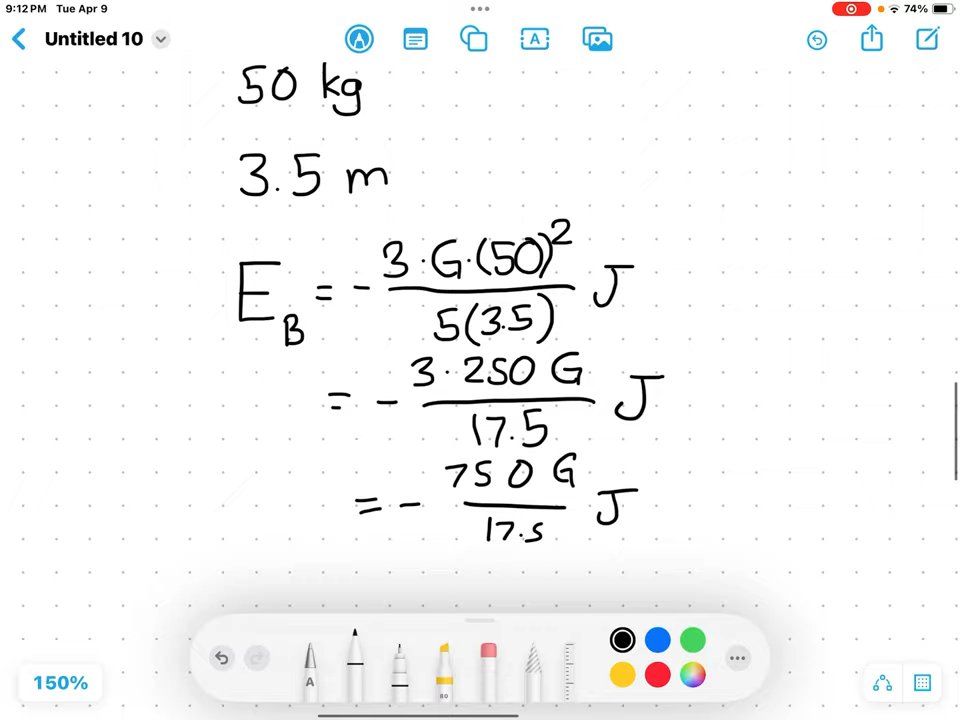 9:12 PM Tue Apr 9 74%
Untitled 10
A
50 kg
3.5 m
E_B = - 3·G·(50)² / 5(3.5) J
= - 3·250 G / 17.5 J
= - 750 G / 17.5 J
A
150%